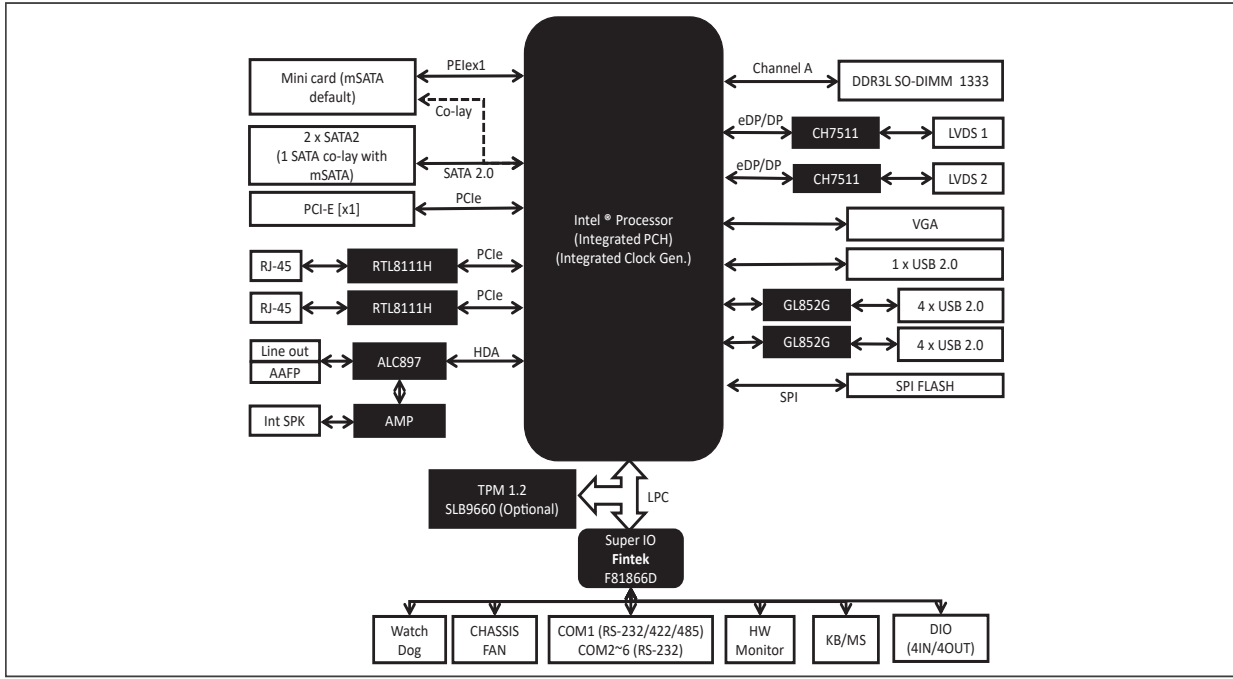 Mini card (mSATA
default)
PEIex1
Co-lay
2 x SATA2
(1 SATA co-lay with
mSATA)
SATA 2.0
PCI-E [x1]
PCIe
RJ-45
RTL8111H
PCIe
RJ-45
RTL8111H
PCIe
Line out
AAFP
ALC897
HDA
Int SPK
AMP
Intel ® Processor
(Integrated PCH)
(Integrated Clock Gen.)
Channel A
DDR3L SO-DIMM 1333
eDP/DP
CH7511
LVDS 1
eDP/DP
CH7511
LVDS 2
VGA
1 x USB 2.0
GL852G
4 x USB 2.0
GL852G
4 x USB 2.0
SPI
SPI FLASH
TPM 1.2
SLB9660 (Optional)
LPC
Super IO
Fintek
F81866D
Watch
Dog
CHASSIS
FAN
COM1 (RS-232/422/485)
COM2~6 (RS-232)
HW
Monitor
KB/MS
DIO
(4IN/4OUT)